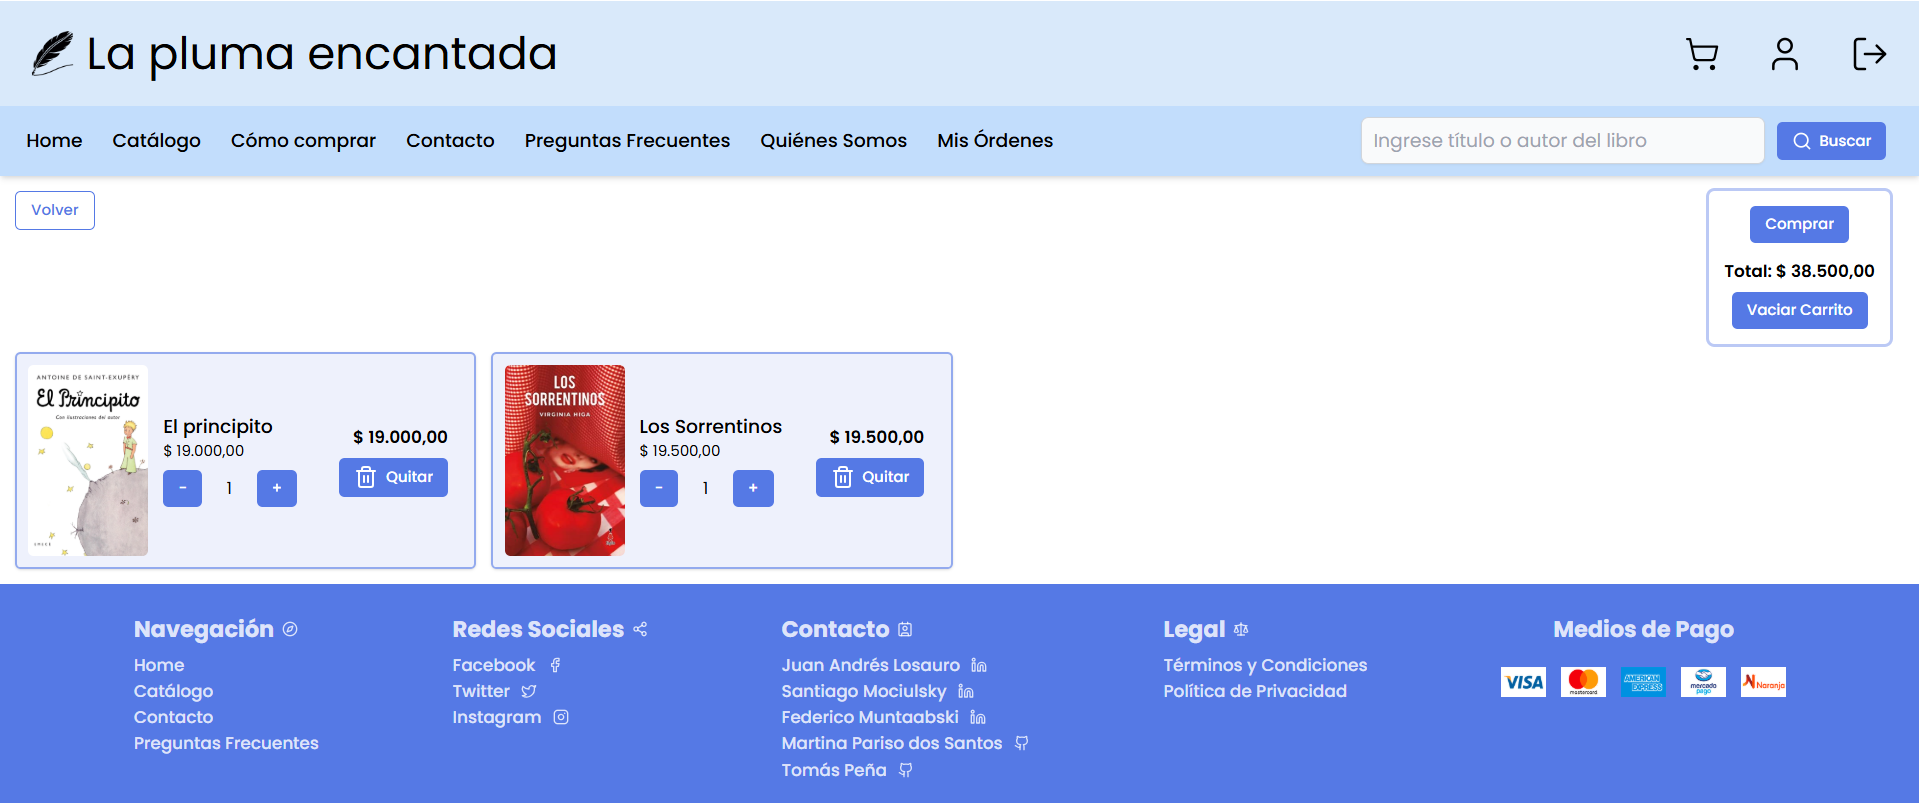 La pluma encantada
Home Catálogo Cómo comprar Contacto Preguntas Frecuentes Quiénes Somos Mis Órdenes
Ingrese título o autor del libro
Buscar
Volver
Comprar
Total: $ 38.500,00
Vaciar Carrito
ANTOINE DE SAINT-EXUPÉRY
El Principito
Con ilustraciones del autor
EMECÉ
El principito
$ 19.000,00
- 1 +
$ 19.000,00
Quitar
LOS
SORRENTINOS
VIRGINIA HIGA
Los Sorrentinos
$ 19.500,00
- 1 +
$ 19.500,00
Quitar
Navegación
Home
Catálogo
Contacto
Preguntas Frecuentes
Redes Sociales
Facebook
Twitter
Instagram
Contacto
Juan Andrés Losauro
Santiago Mociulsky
Federico Muntaabski
Martina Pariso dos Santos
Tomás Peña
Legal
Términos y Condiciones
Política de Privacidad
Medios de Pago
VISA
mastercard
AMERICAN
EXPRESS
mercado
pago
Naranja